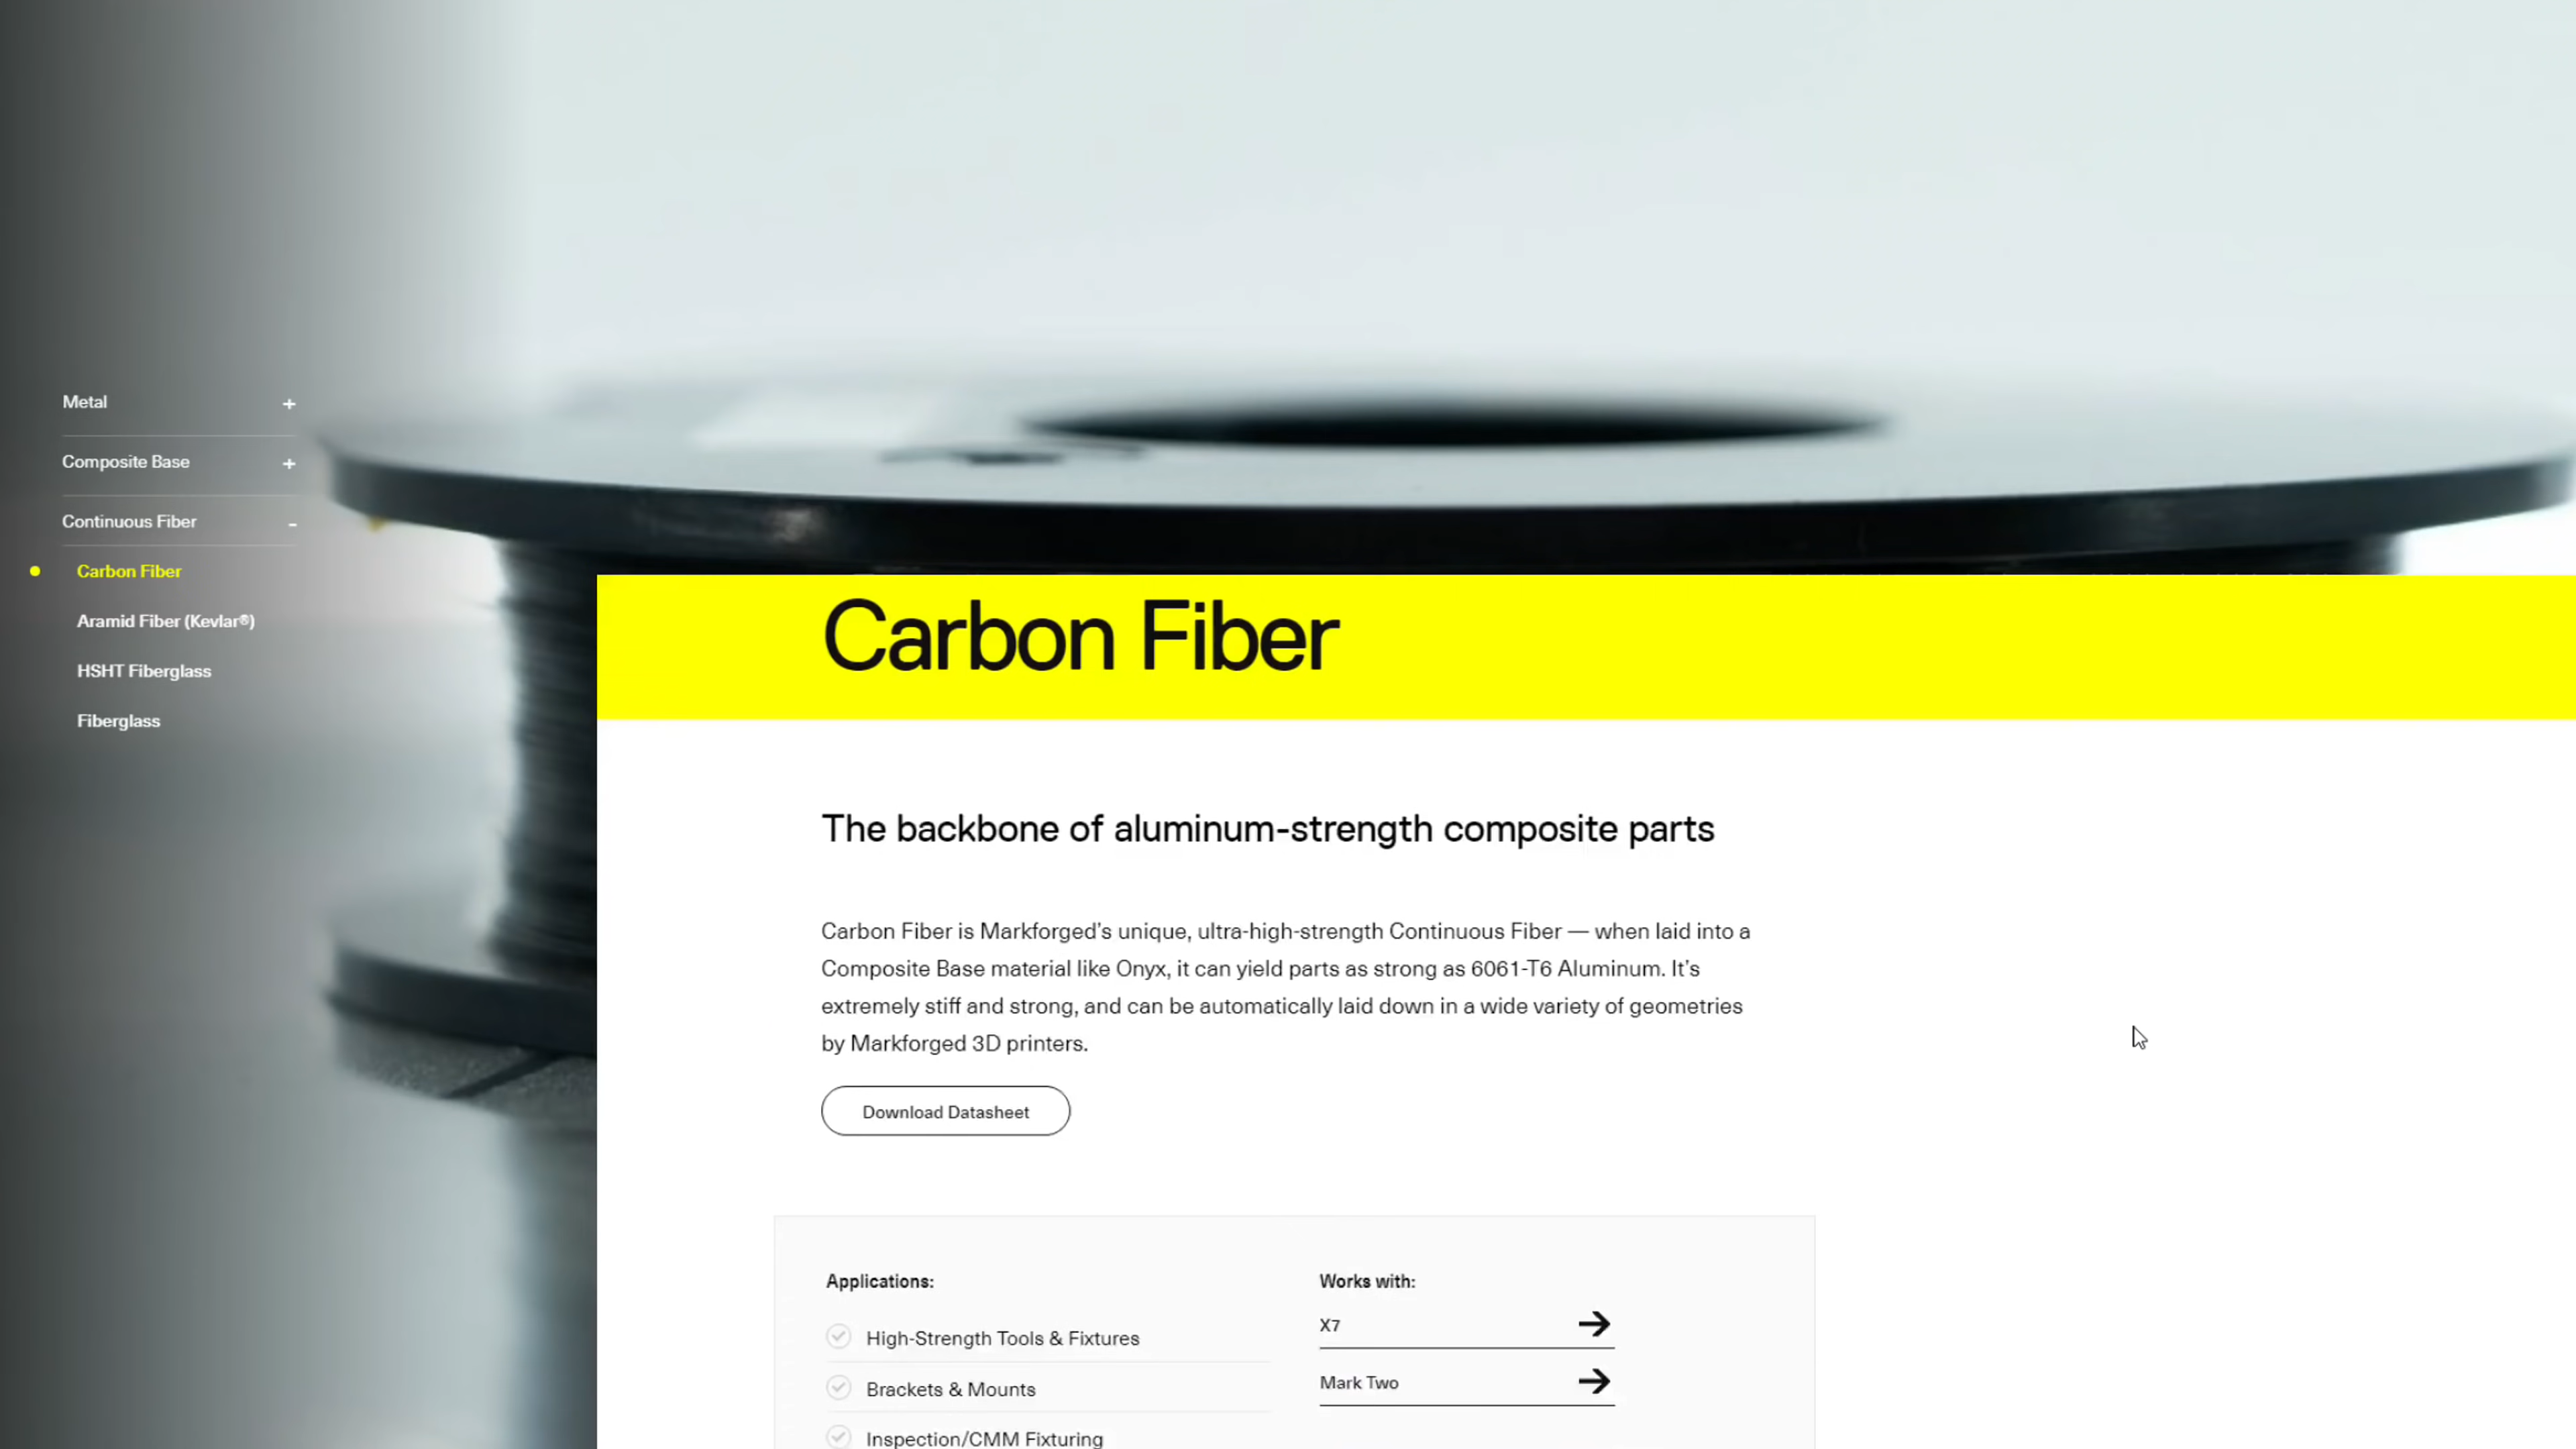 Metal +
Composite Base +
Continuous Fiber -
Carbon Fiber
Aramid Fiber (Kevlar®)
HSHT Fiberglass
Fiberglass
Carbon Fiber
The backbone of aluminum-strength composite parts
Carbon Fiber is Markforged’s unique, ultra-high-strength Continuous Fiber — when laid into a
Composite Base material like Onyx, it can yield parts as strong as 6061-T6 Aluminum. It’s
extremely stiff and strong, and can be automatically laid down in a wide variety of geometries
by Markforged 3D printers.
Download Datasheet
Applications:
High-Strength Tools & Fixtures
Brackets & Mounts
Inspection/CMM Fixturing
Works with:
X7
Mark Two